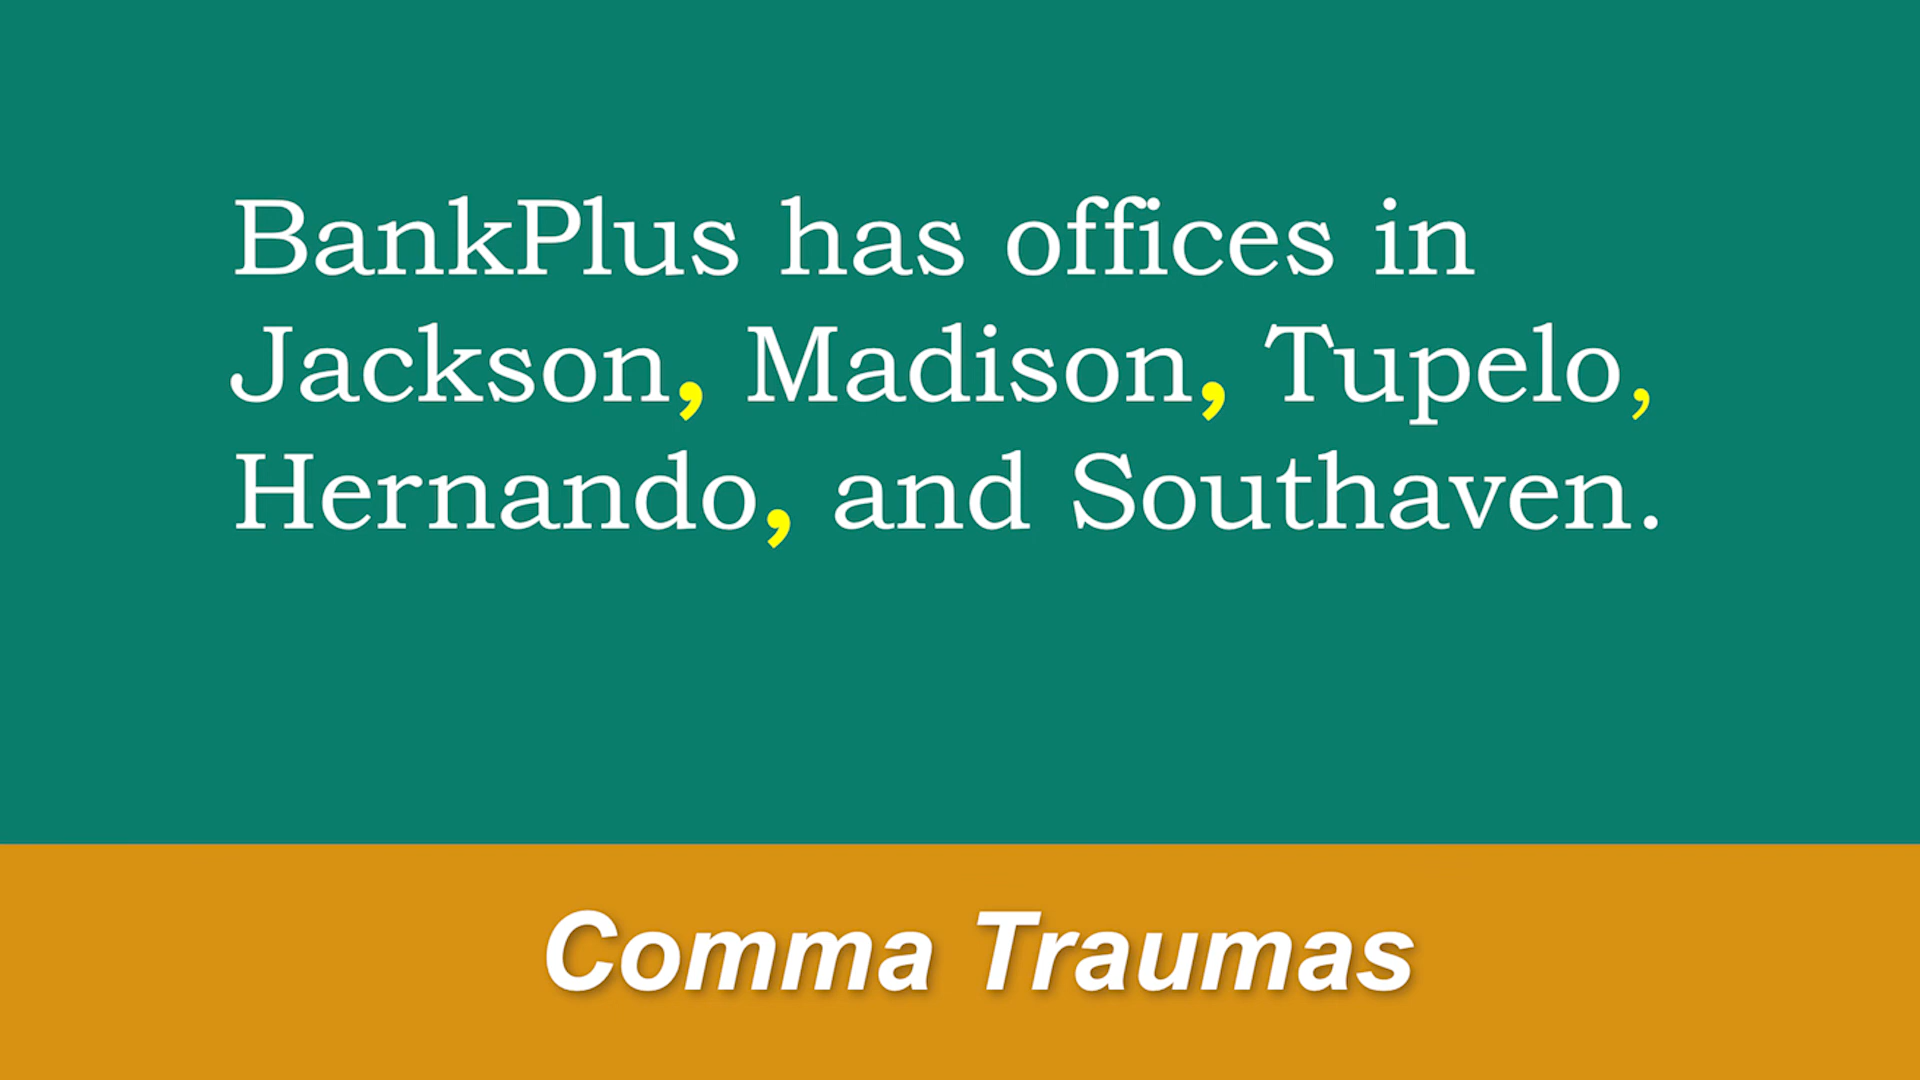 BankPlus has offices in
Jackson, Madison, Tupelo,
Hernando, and Southaven.
Comma Traumas